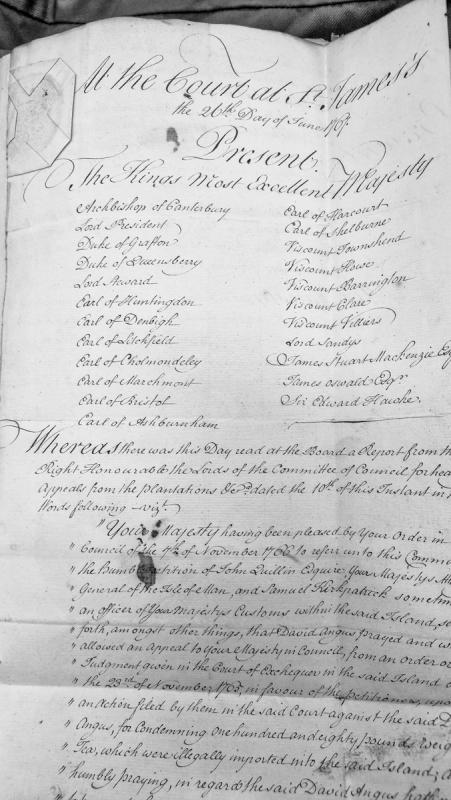 At the Court at St. James's
the 26th. Day of June 1767.
Present.
The Kings most Excellent Majesty
Archbishop of Canterbury
Lord President
Duke of Grafton
Duke of Queensberry
Lord Steward
Earl of Huntingdon
Earl of Denbigh
Earl of Litchfield
Earl of Cholmondeley
Earl of Marchmont
Earl of Bristol
Earl of Ashburnham
Earl of Harcourt
Earl of Shelburne
Viscount Townshend
Viscount Howe
Viscount Barrington
Viscount Clare
Viscount Villiers
Lord Sandys
James Stuart Mackenzie Esq
James Oswald Esqr.
Sir Edward Hawke.
Whereas there was this Day read at the Board a Report from th
Right Honourable the Lords of the Committee of Council for hea
Appeals from the Plantations &c. dated the 10th. of this Instant in
Words following vizt.
"Your Majesty having been pleased by Your Order in
"Council of the 7th. of November 1766 to refer unto this Comm
"the humble Petition of John Quillin Esquire Your Majestys At
"General of the Isle of Man, and Samuel Kirkpatrick sometim
"an officer of Your Majestys Customs within the said Island, se
"forth, amongst other things, that David Angus prayed and w
"allowed an Appeal to Your Majesty in Council, from an order o
"Judgment given in the Court of Exchequer in the said Island
"the 23rd of November in favour of the Petitioners, upo
"an action filed by them in the said Court against the said D
"Angus, for Condemning one hundred and eighty pounds weig
"Tea, which were illegally imported into the said Island; a
"humbly praying, in regard the said David Angus hath